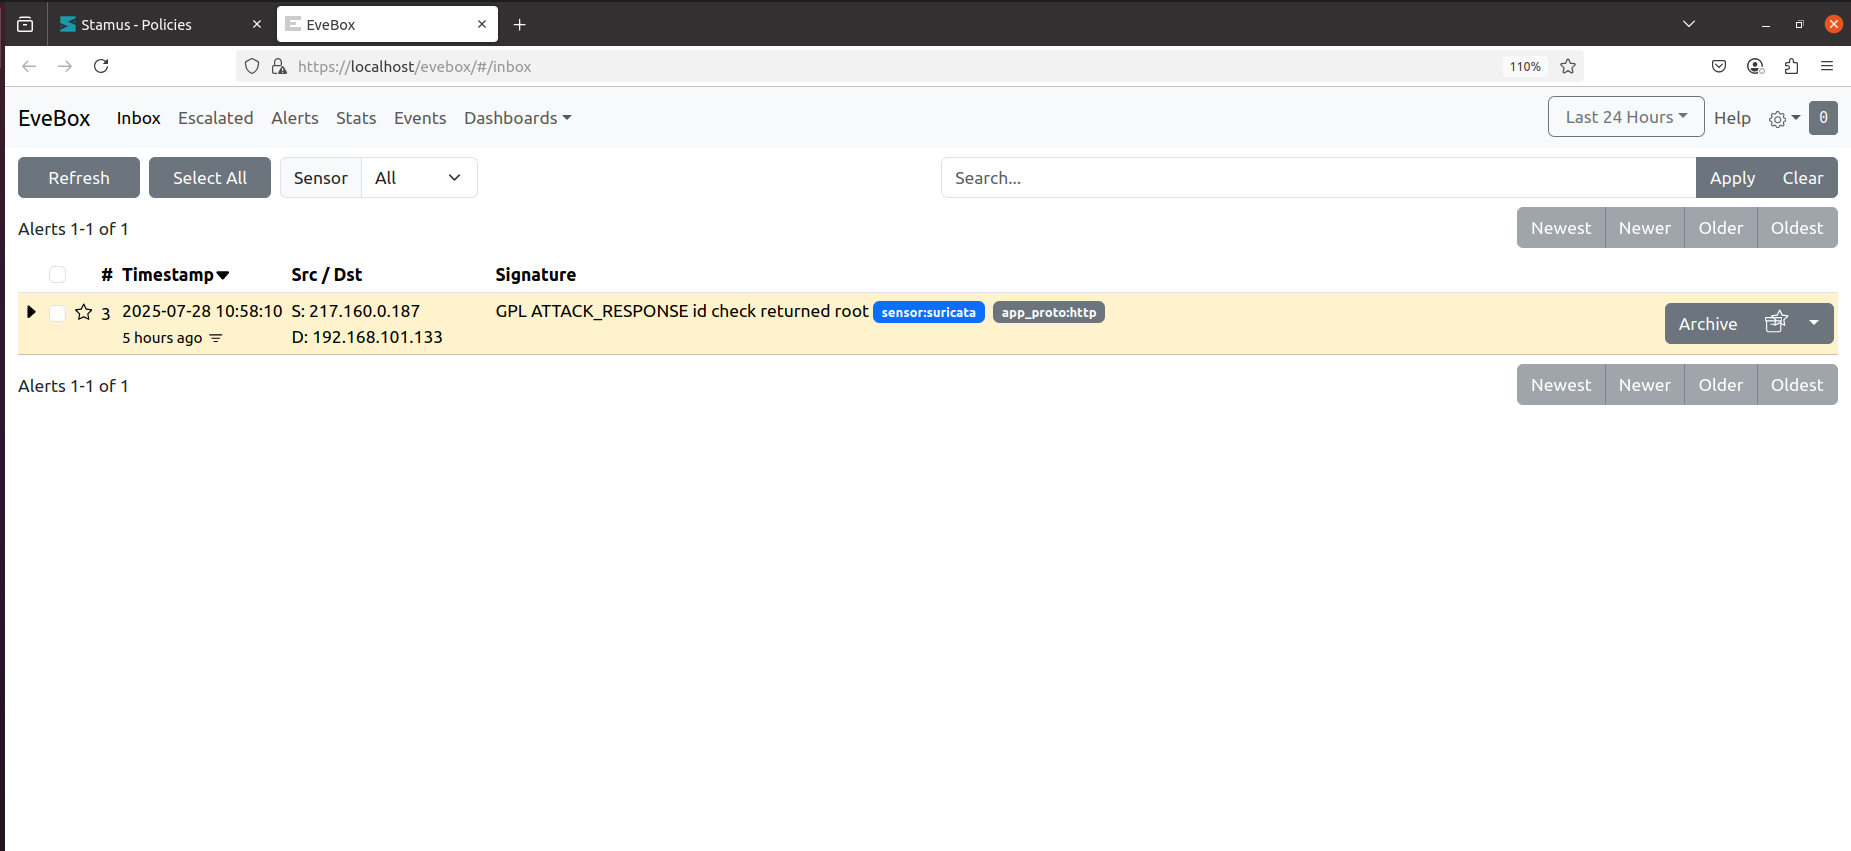 Stamus - Policies
EveBox
https://localhost/evebox/#/inbox
110%
EveBox Inbox Escalated Alerts Stats Events Dashboards Last 24 Hours Help 0
Refresh Select All Sensor All Search... Apply Clear
Alerts 1-1 of 1 Newest Newer Older Oldest
# Timestamp Src / Dst Signature
3 2025-07-28 10:58:10 S: 217.160.0.187 GPL ATTACK_RESPONSE id check returned root sensor:suricata app_proto:http Archive
5 hours ago D: 192.168.101.133
Alerts 1-1 of 1 Newest Newer Older Oldest